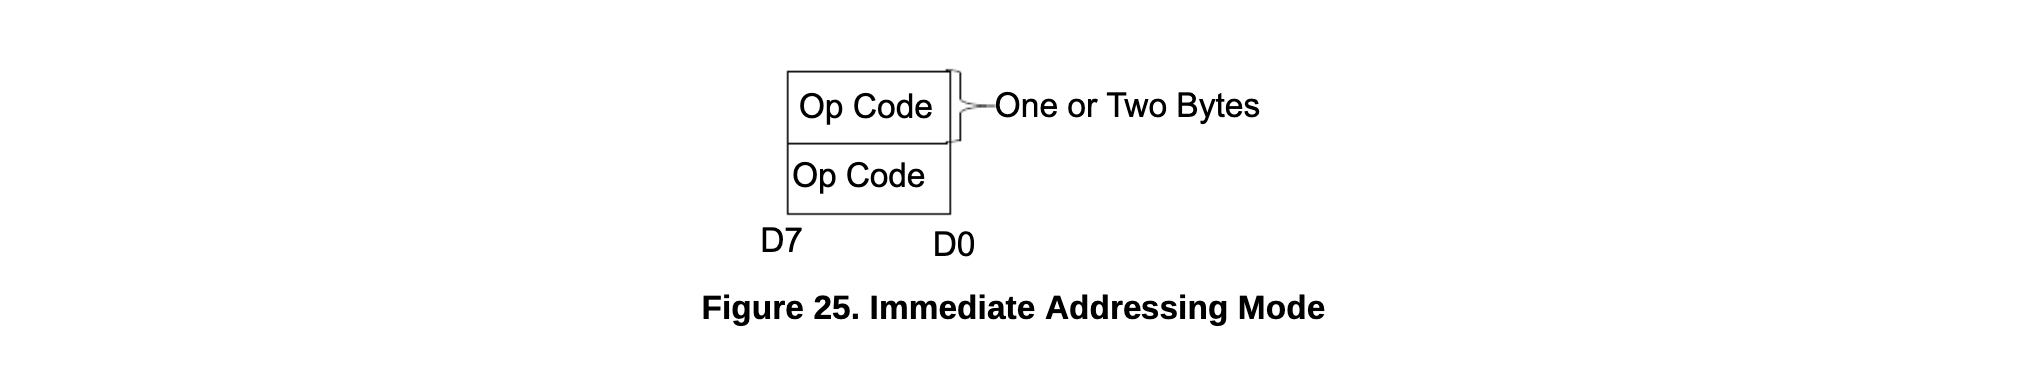 Op Code One or Two Bytes
Op Code
D7 D0
Figure 25. Immediate Addressing Mode